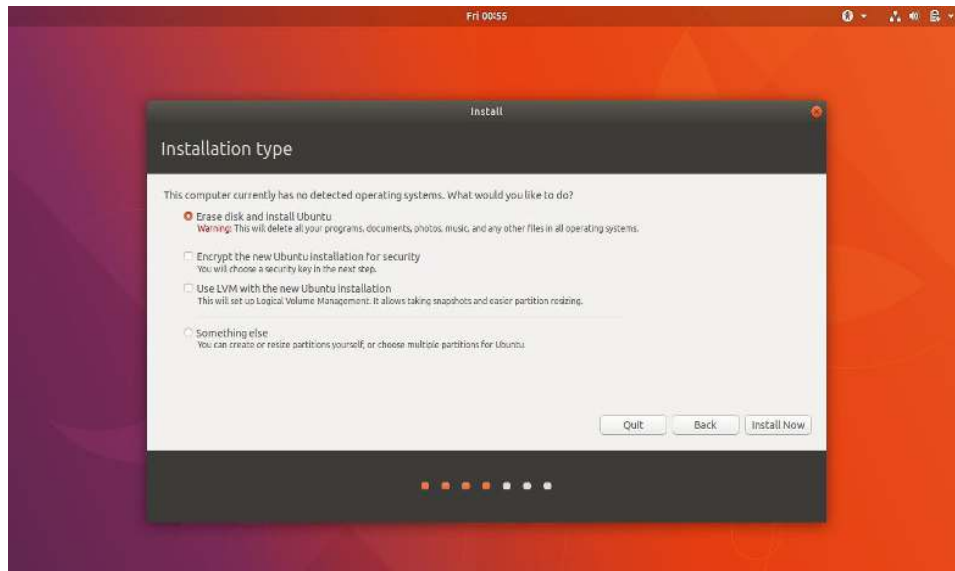 Fri 00:55
Install
Installation type
This computer currently has no detected operating systems. What would you like to do?
Erase disk and install Ubuntu
Warning: This will delete all your programs, documents, photos, music, and any other files in all operating systems.
Encrypt the new Ubuntu installation for security
You will choose a security key in the next step.
Use LVM with the new Ubuntu installation
This will set up Logical Volume Management. It allows taking snapshots and easier partition resizing.
Something else
You can create or resize partitions yourself, or choose multiple partitions for Ubuntu.
Quit
Back
Install Now